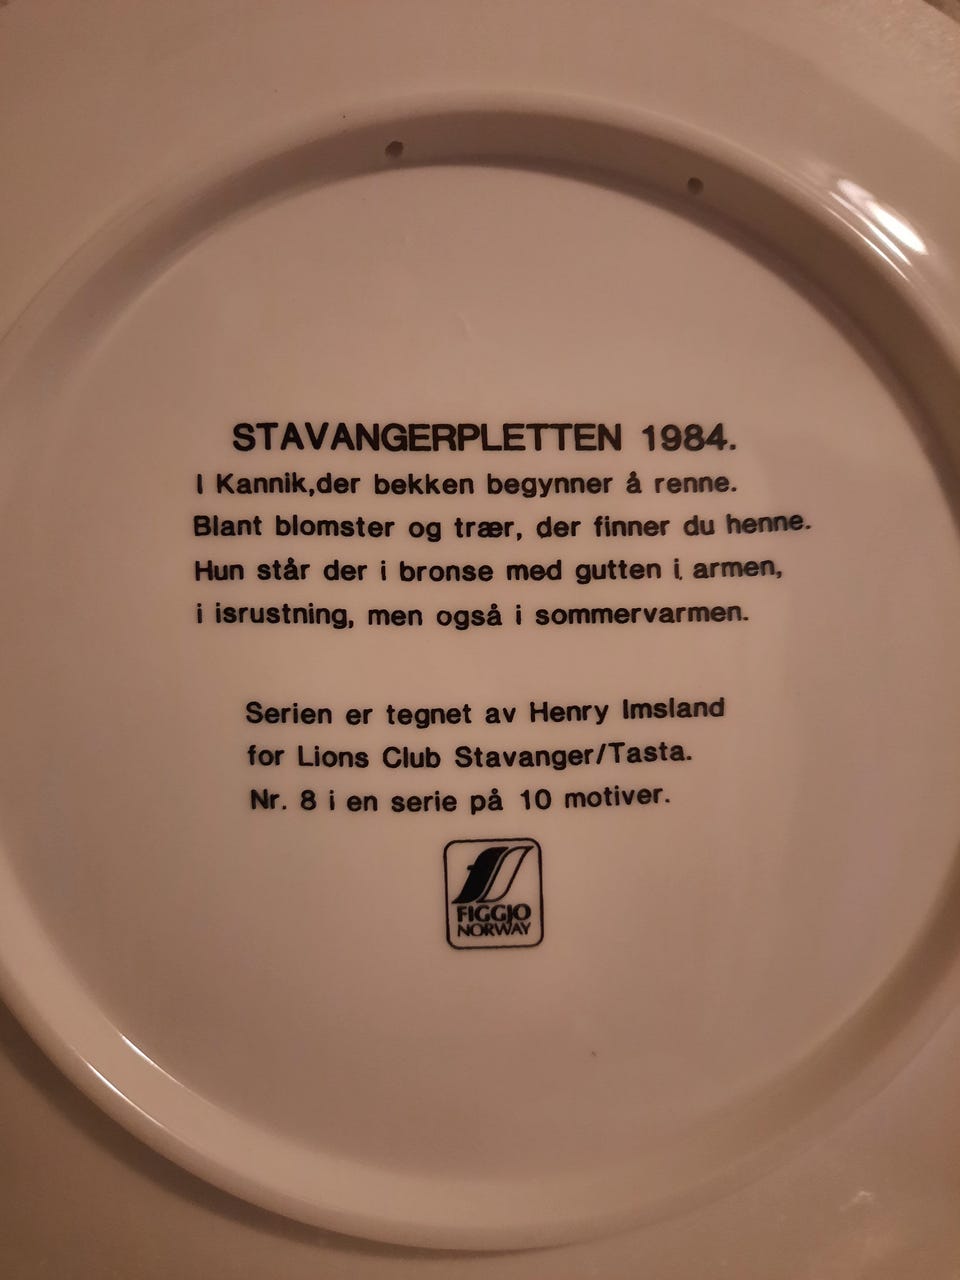 STAVANGERPLETTEN 1984.
I Kannik,der bekken begynner å renne.
Blant blomster og trær, der finner du henne.
Hun står der i bronse med gutten i armen,
i isrustning, men også i sommervarmen.
Serien er tegnet av Henry Imsland
for Lions Club Stavanger/Tasta.
Nr. 8 i en serie på 10 motiver.
FIGGJO
NORWAY